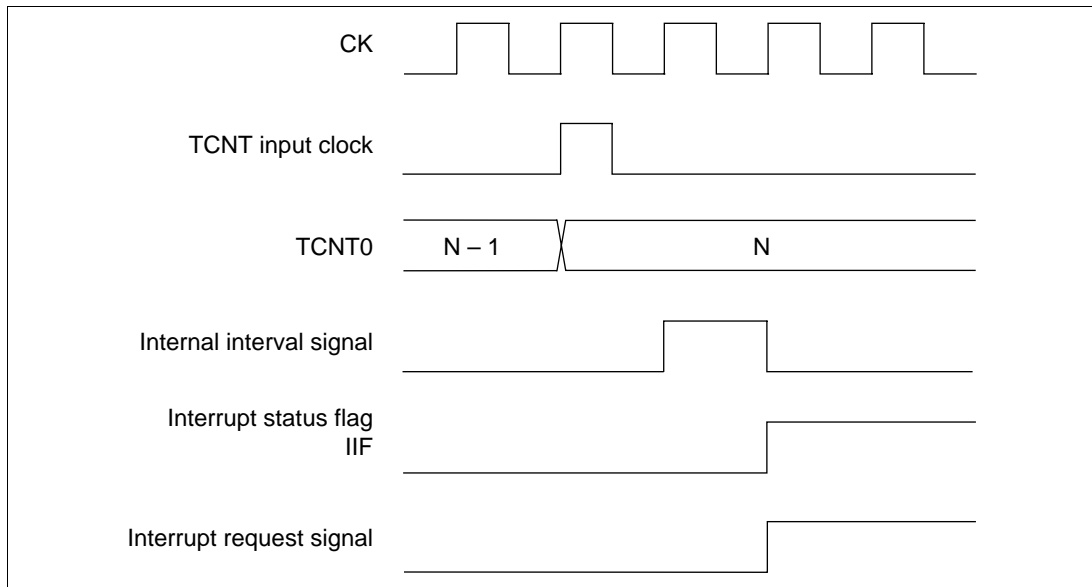 CK
TCNT input clock
TCNT0
N – 1
N
Internal interval signal
Interrupt status flag
IIF
Interrupt request signal